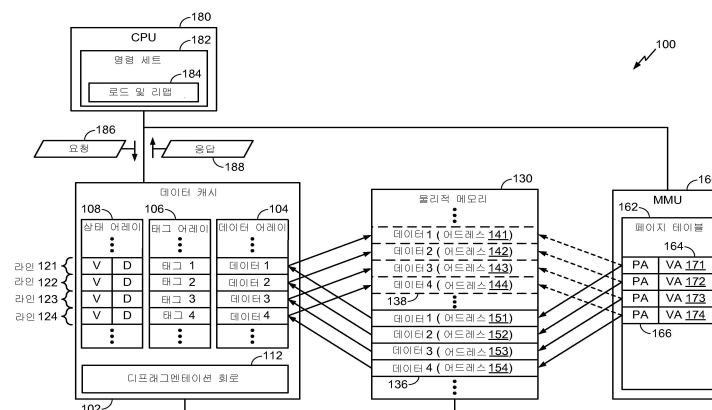 180
CPU
182
명령 세트
184
로드 및 리맵
100
186
요청
응답
188
데이터 캐시
108
106
104
상태 어레이
태그 어레이
데이터 어레이
라인 121
V
D
태그 1
데이터 1
라인 122
V
D
태그 2
데이터 2
라인 123
V
D
태그 3
데이터 3
라인 124
V
D
태그 4
데이터 4
112
디프래그멘테이션 회로
102
130
물리적 메모리
데이터 1 ( 어드레스 141)
데이터 2 ( 어드레스 142)
데이터 3 ( 어드레스 143)
데이터 4 ( 어드레스 144)
138
데이터 1 ( 어드레스 151)
데이터 2 ( 어드레스 152)
데이터 3 ( 어드레스 153)
데이터 4 ( 어드레스 154)
136
MMU
162
페이지 테이블
164
PA
VA 171
PA
VA 172
PA
VA 173
PA
VA 174
166